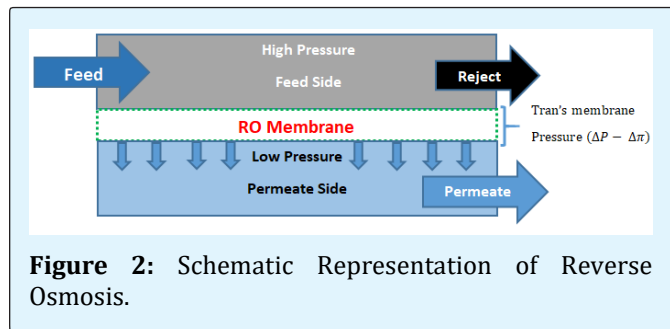 High Pressure
Feed
Feed Side
Reject
Tran's membrane
RO Membrane
Pressure (ΔP − Δπ)
Low Pressure
Permeate Side
Permeate
Figure 2: Schematic Representation of Reverse
Osmosis.